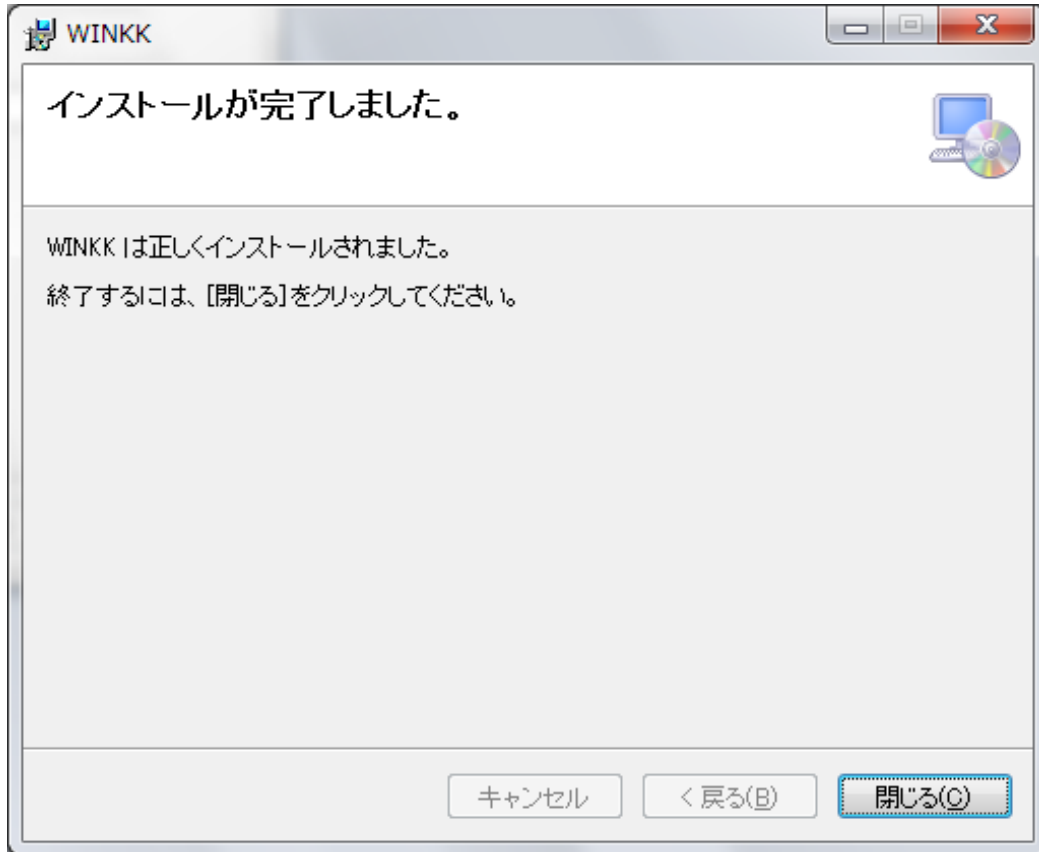 WINKK
インストールが完了しました。
WINKK は正しくインストールされました。
終了するには、[閉じる]をクリックしてください。
キャンセル
< 戻る(B)
閉じる(C)